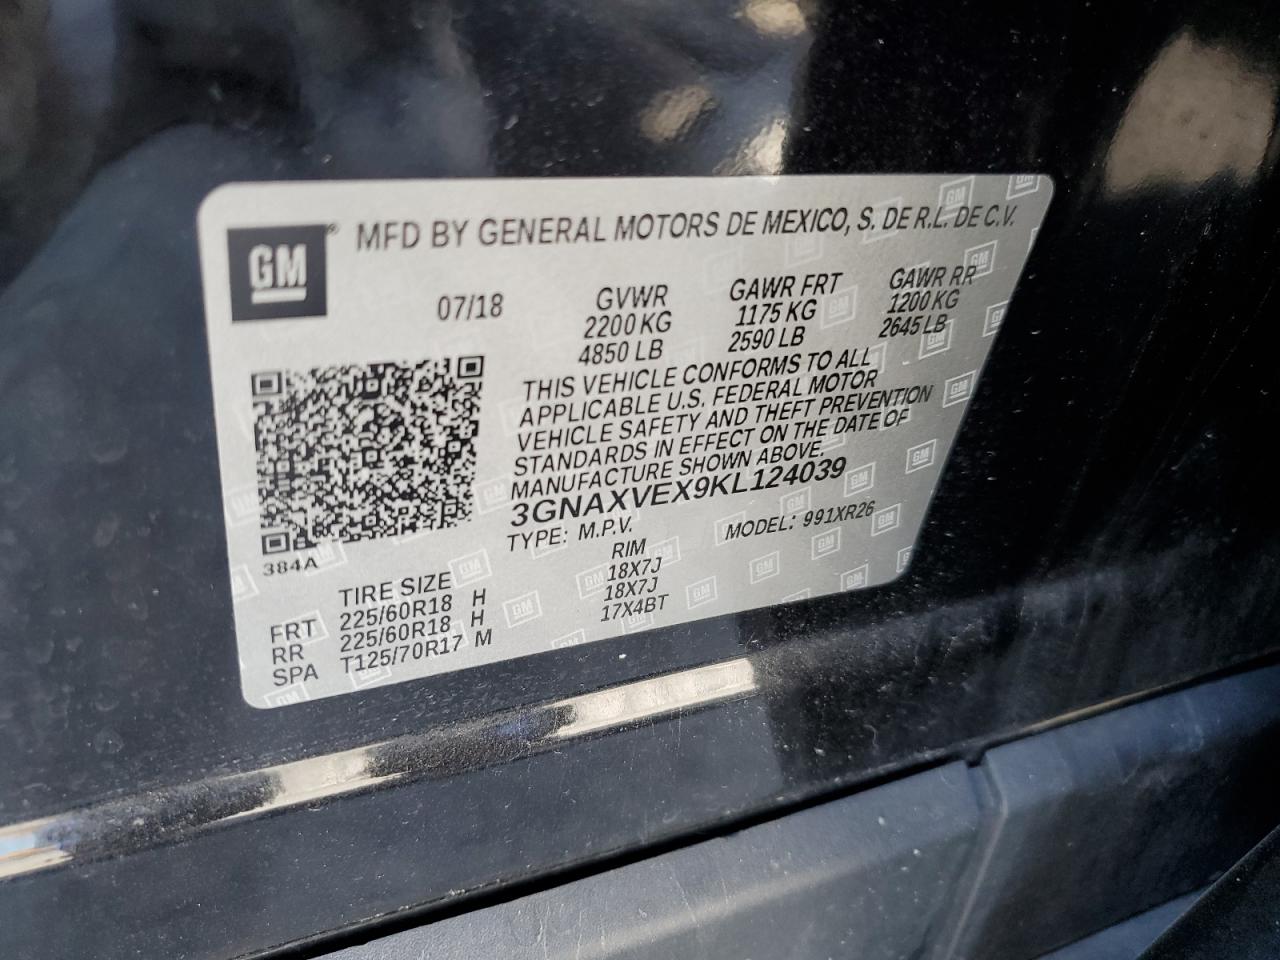 GM® MFD BY GENERAL MOTORS DE MEXICO, S. DE R.L. DE C.V.
07/18 GVWR GAWR FRT GAWR RR
2200 KG 1175 KG 1200 KG
4850 LB 2590 LB 2645 LB
THIS VEHICLE CONFORMS TO ALL
APPLICABLE U.S. FEDERAL MOTOR
VEHICLE SAFETY AND THEFT PREVENTION
STANDARDS IN EFFECT ON THE DATE OF
MANUFACTURE SHOWN ABOVE.
3GNAXVEX9KL124039
TYPE: M.P.V. MODEL: 991XR26
384A
TIRE SIZE RIM
FRT 225/60R18 H 18X7J
RR 225/60R18 H 18X7J
SPA T125/70R17 M 17X4BT